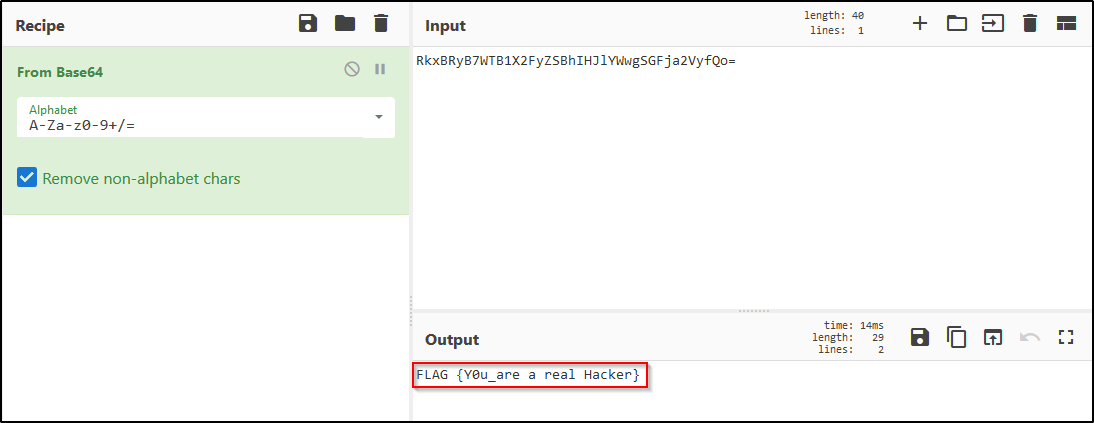 Recipe
From Base64
Alphabet
A-Za-z0-9+/=
Remove non-alphabet chars
Input
length: 40
lines: 1
RkxBRyB7WTB1X2FyZSBhIHJlYWwgSGFja2VyfQo=
Output
time: 14ms
length: 29
lines: 2
FLAG {Y0u_are a real Hacker}